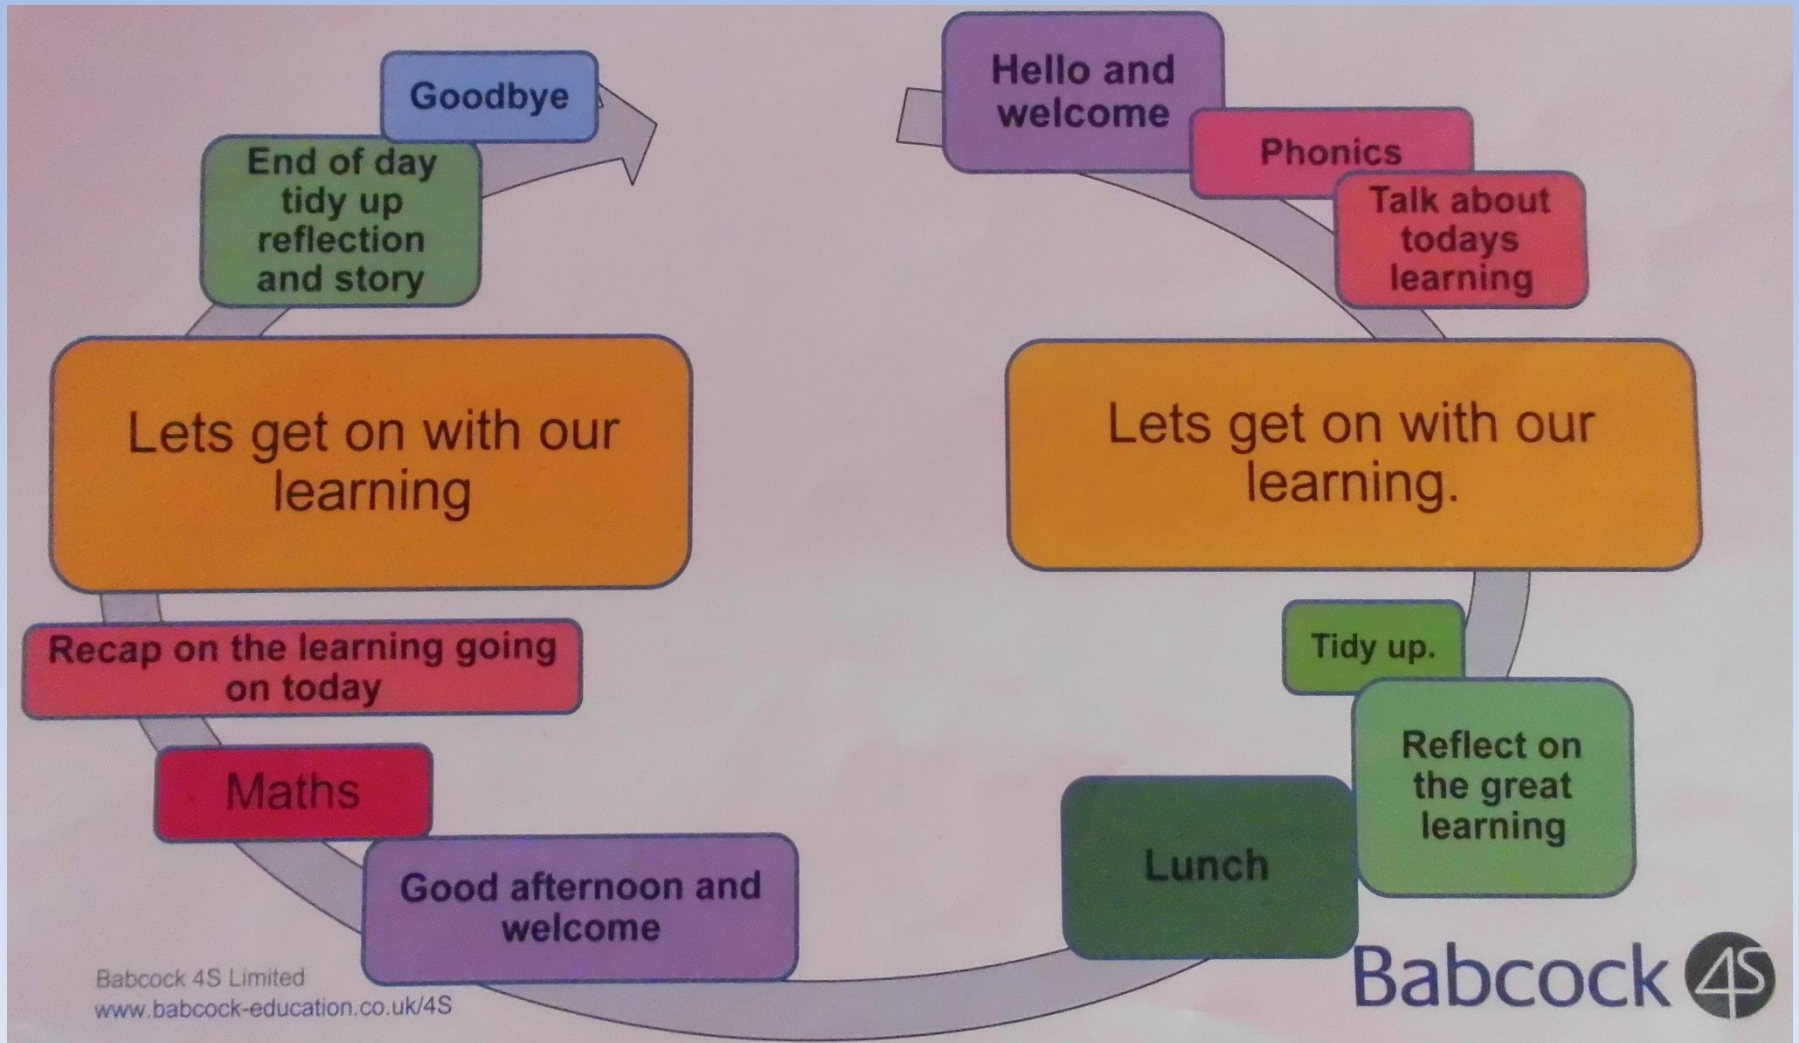 Hello and
welcome
Phonics
Talk about
todays
learning
Lets get on with our
learning.
Tidy up.
Reflect on
the great
learning
Lunch
Good afternoon and
welcome
Maths
Recap on the learning going
on today
Lets get on with our
learning
End of day
tidy up
reflection
and story
Goodbye
Babcock 4S Limited
www.babcock-education.co.uk/4S
Babcock 4S